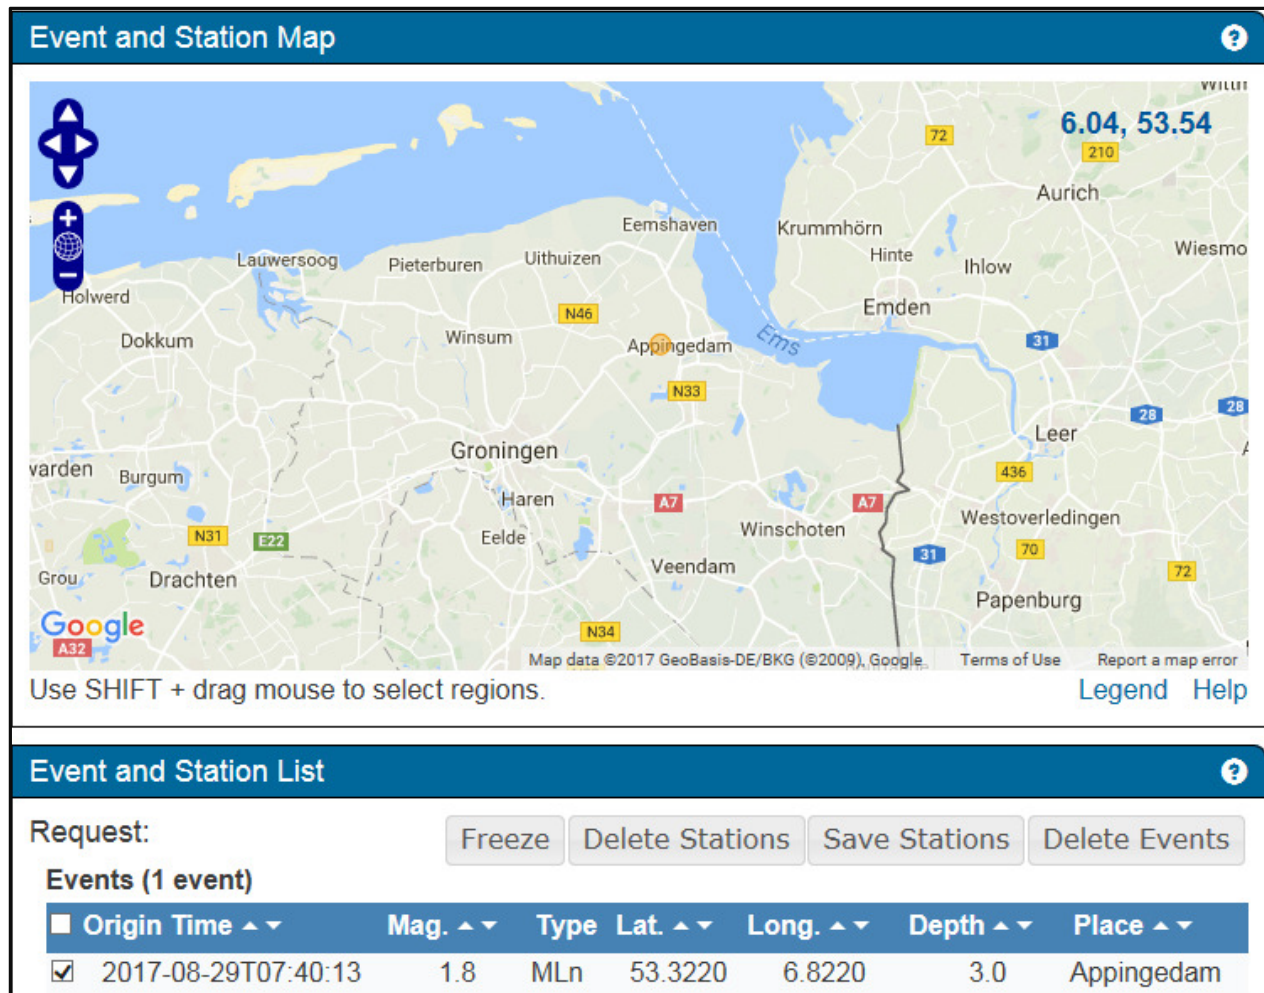 Event and Station Map
6.04, 53.54
72
210
Aurich
Eemshaven
Krummhörn
Lauwersoog
Pieterburen
Uithuizen
Hinte
Ihlow
Wiesmo
Holwerd
N46
Emden
Dokkum
Winsum
Appingedam
Ems
31
N33
28
28
Groningen
Leer
warden
Burgum
436
Haren
A7
A7
Westoverledingen
N31
E22
Eelde
Winschoten
31
70
Grou
Drachten
Veendam
72
Papenburg
Google
A32
N34
Map data ©2017 GeoBasis-DE/BKG (©2009), Google Terms of Use Report a map error
Use SHIFT + drag mouse to select regions. Legend Help
Event and Station List
Request: Freeze Delete Stations Save Stations Delete Events
Events (1 event)
Origin Time Mag. Type Lat. Long. Depth Place
2017-08-29T07:40:13 1.8 MLn 53.3220 6.8220 3.0 Appingedam